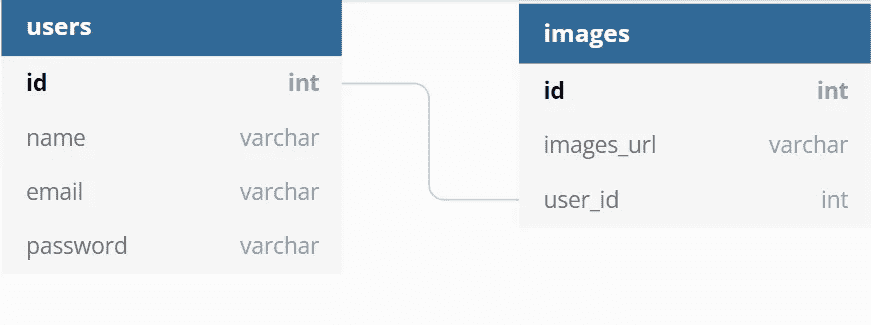 users
id int
name varchar
email varchar
password varchar
images
id int
images_url varchar
user_id int